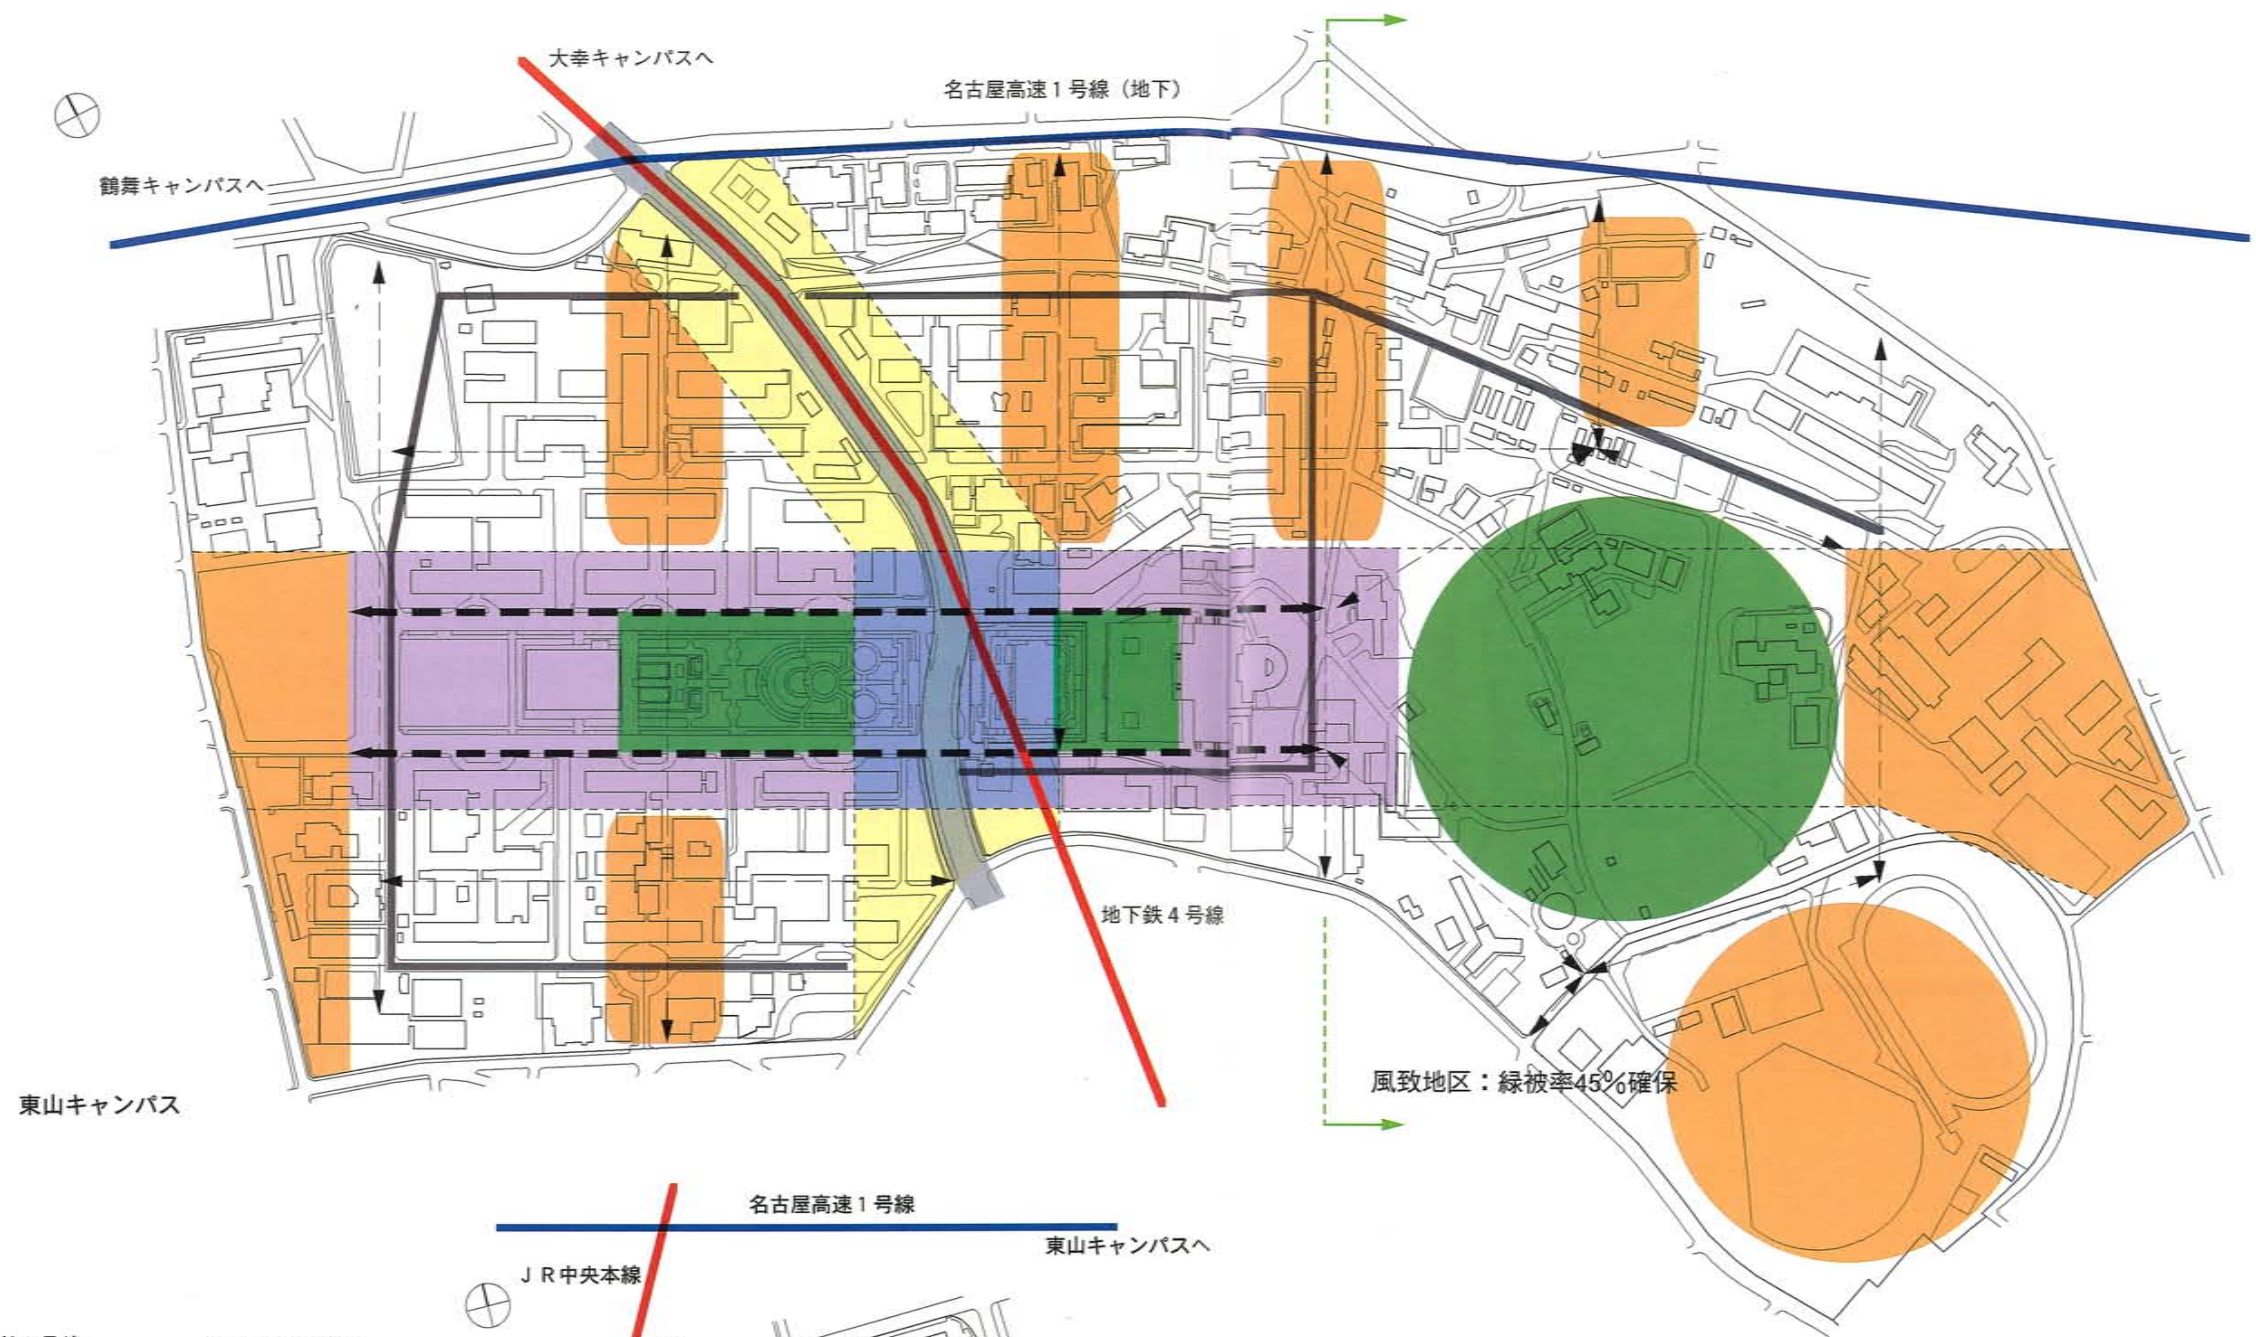 大幸キャンパスへ
名古屋高速1号線（地下）
鶴舞キャンパスへ
地下鉄4号線
風致地区：緑被率45％確保
東山キャンパス
名古屋高速1号線
東山キャンパスへ
ＪＲ中央本線